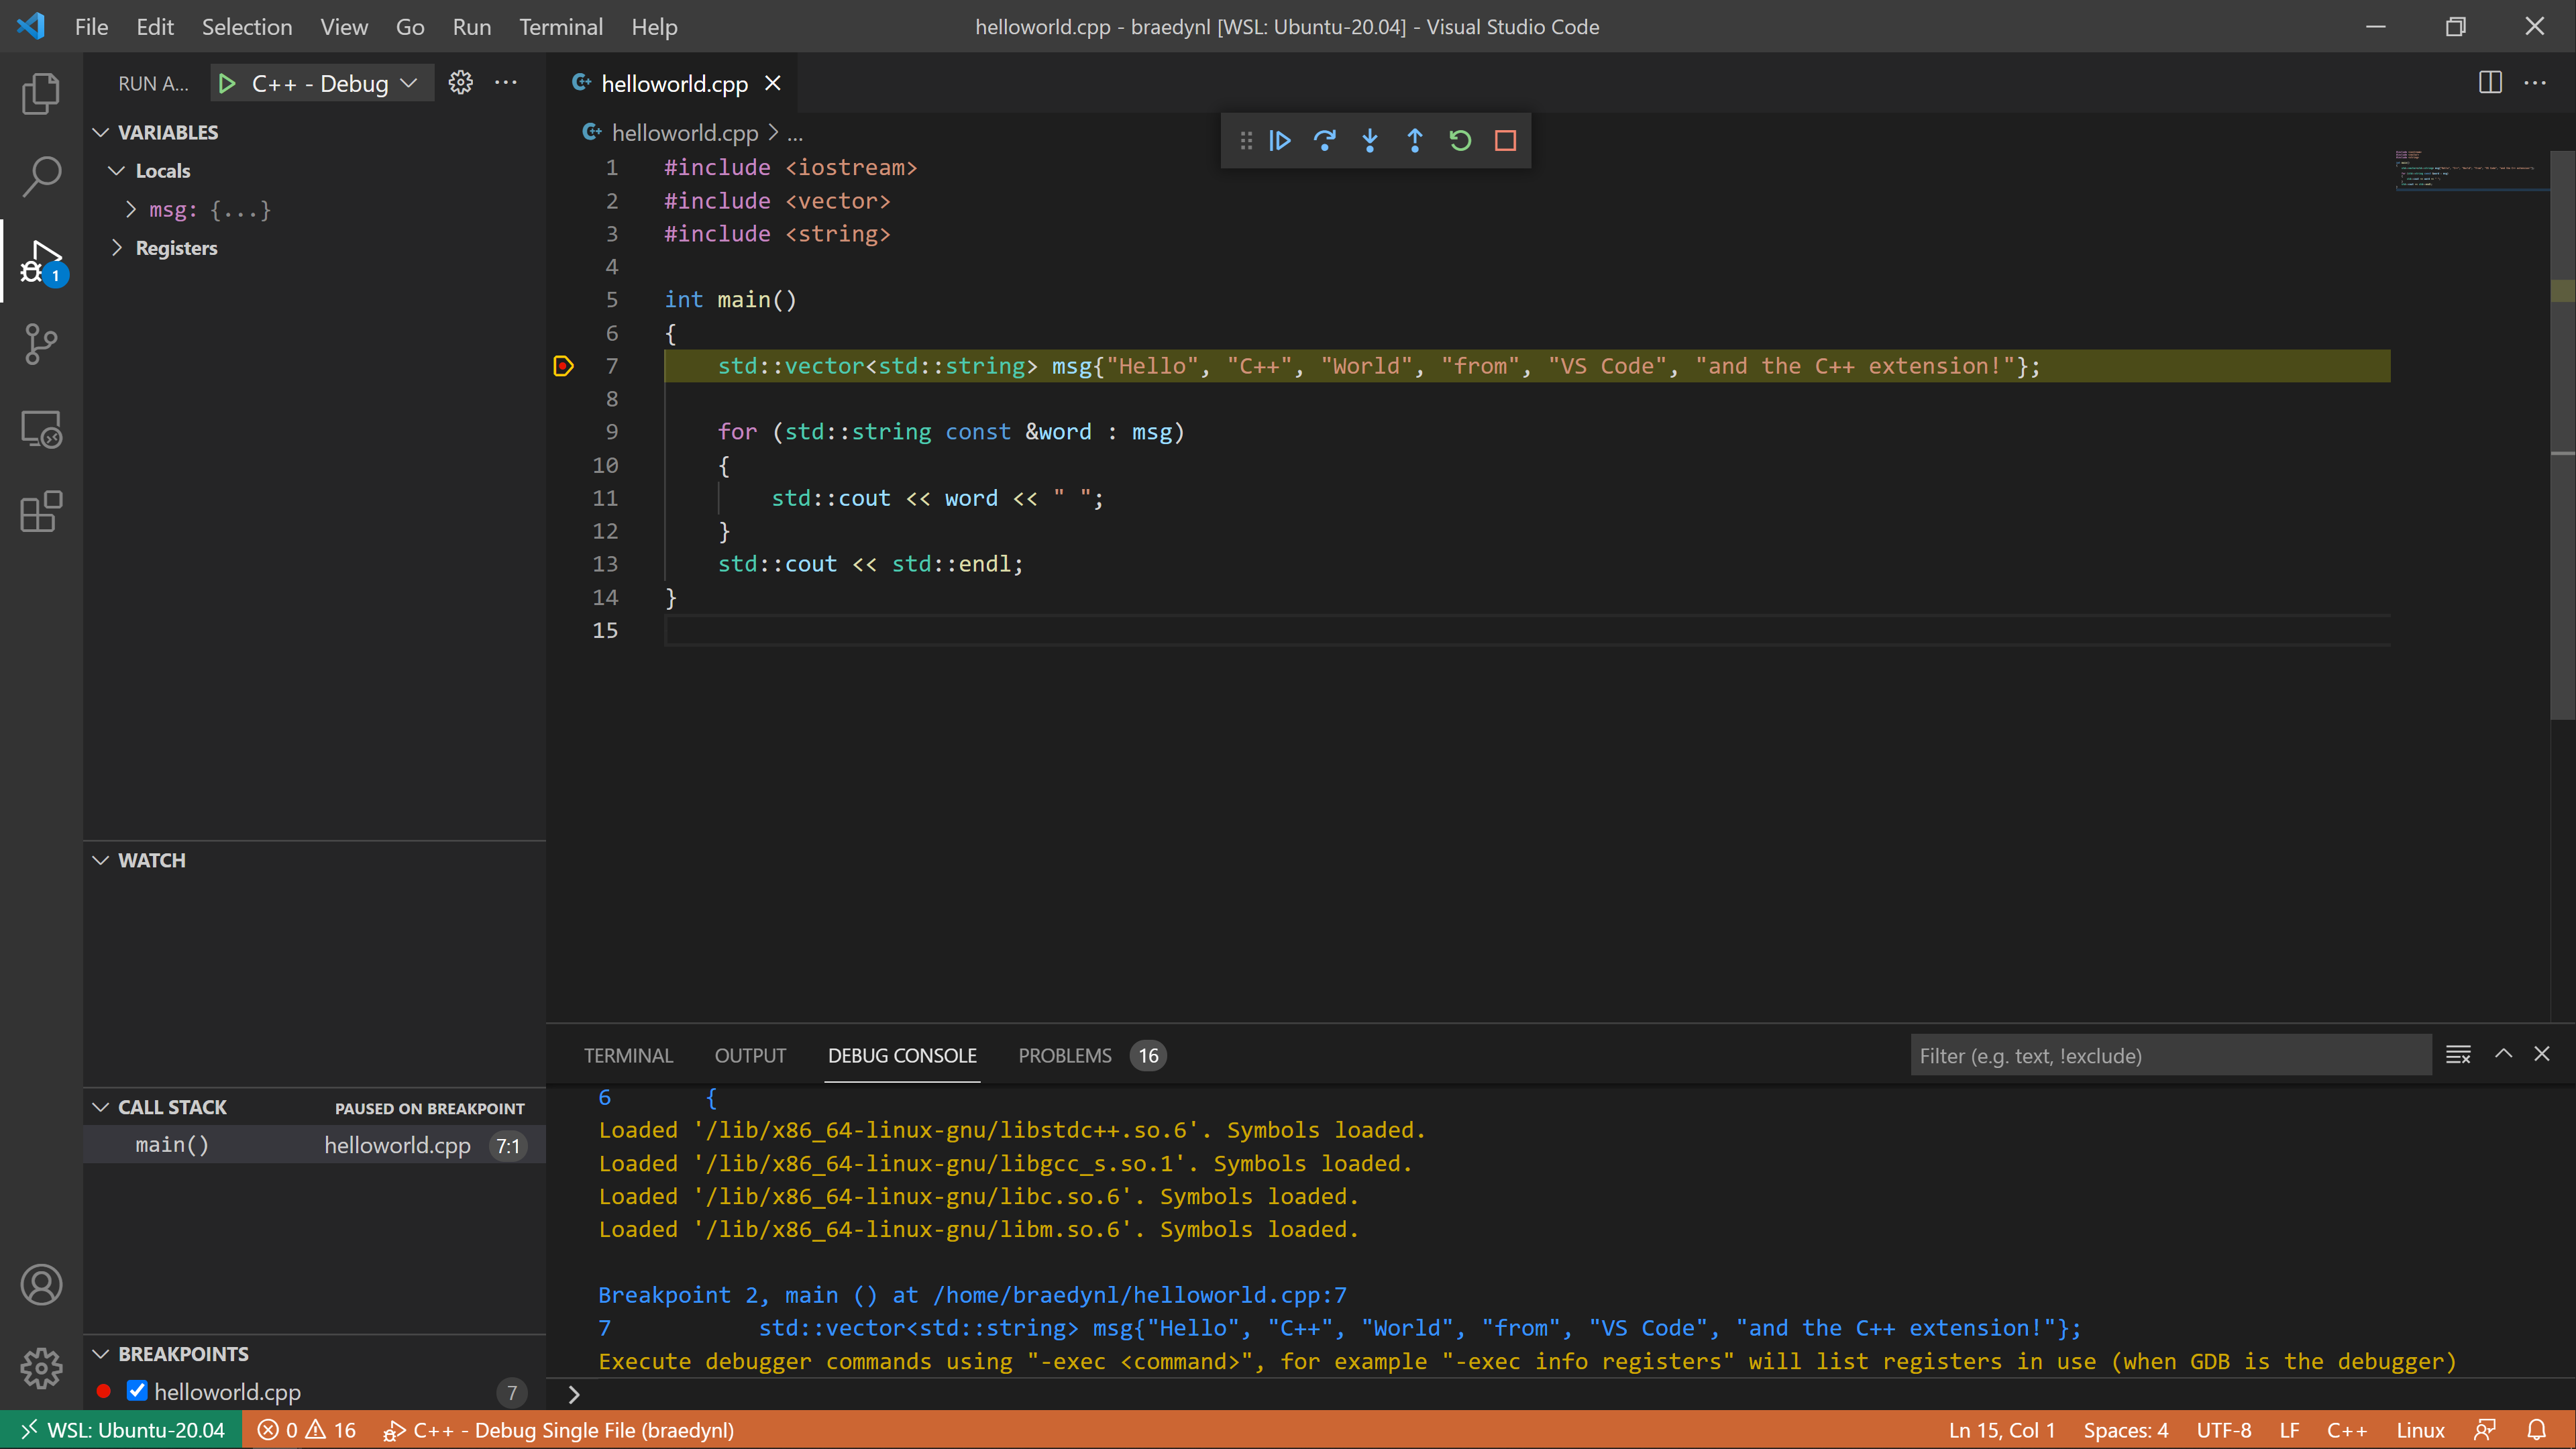 File Edit Selection View Go Run Terminal Help
helloworld.cpp - braedynl [WSL: Ubuntu-20.04] - Visual Studio Code
RUN A... C++ - Debug
VARIABLES
Locals
msg: {...}
Registers
1
WATCH
CALL STACK PAUSED ON BREAKPOINT
main() helloworld.cpp 7:1
BREAKPOINTS
helloworld.cpp 7
helloworld.cpp
helloworld.cpp > ...
1 #include <iostream>
2 #include <vector>
3 #include <string>
4
5 int main()
6 {
7 std::vector<std::string> msg{"Hello", "C++", "World", "from", "VS Code", "and the C++ extension!"};
8
9 for (std::string const &word : msg)
10 {
11 std::cout << word << " ";
12 }
13 std::cout << std::endl;
14 }
15
TERMINAL OUTPUT DEBUG CONSOLE PROBLEMS 16
Filter (e.g. text, !exclude)
6 {
Loaded '/lib/x86_64-linux-gnu/libstdc++.so.6'. Symbols loaded.
Loaded '/lib/x86_64-linux-gnu/libgcc_s.so.1'. Symbols loaded.
Loaded '/lib/x86_64-linux-gnu/libc.so.6'. Symbols loaded.
Loaded '/lib/x86_64-linux-gnu/libm.so.6'. Symbols loaded.
Breakpoint 2, main () at /home/braedynl/helloworld.cpp:7
7 std::vector<std::string> msg{"Hello", "C++", "World", "from", "VS Code", "and the C++ extension!"};
Execute debugger commands using "-exec <command>", for example "-exec info registers" will list registers in use (when GDB is the debugger)
WSL: Ubuntu-20.04 0 16 C++ - Debug Single File (braedynl)
Ln 15, Col 1 Spaces: 4 UTF-8 LF C++ Linux